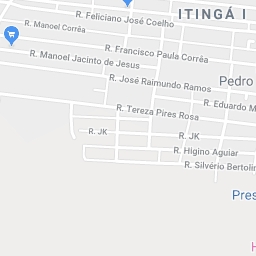 ITINGÁ I
R. Feliciano José Coelho
R. Manoel Corrêa
R. Francisco Paula Corrêa
R. Manoel Jacinto de Jesus
R. José Raimundo Ramos
Pedro
R. Eduardo M
R. Tereza Pires Rosa
R. JK
R. JK
R. Higino Aguiar
R. Silvério Bertolin
Pres
H